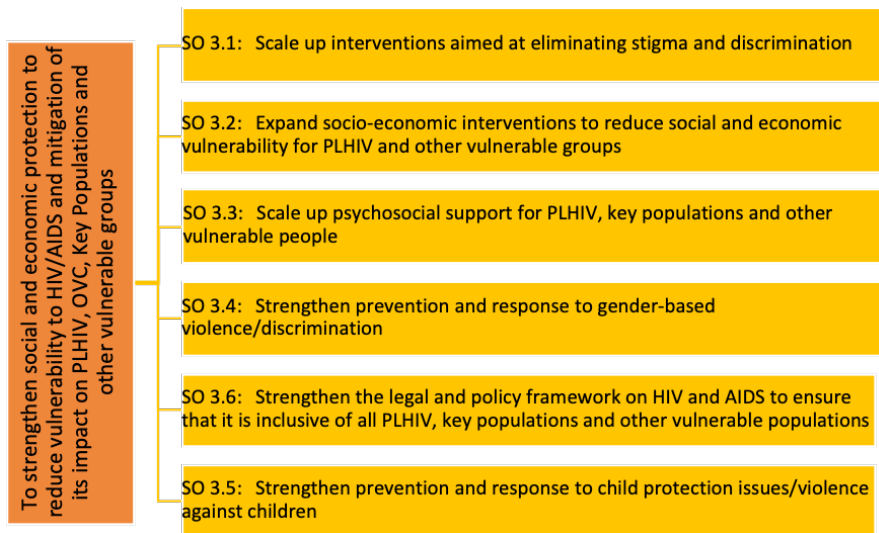 To strengthen social and economic protection to
reduce vulnerability to HIV/AIDS and mitigation of
its impact on PLHIV, OVC, Key Populations and
other vulnerable groups
SO 3.1: Scale up interventions aimed at eliminating stigma and discrimination
SO 3.2: Expand socio-economic interventions to reduce social and economic
vulnerability for PLHIV and other vulnerable groups
SO 3.3: Scale up psychosocial support for PLHIV, key populations and other
vulnerable people
SO 3.4: Strengthen prevention and response to gender-based
violence/discrimination
SO 3.6: Strengthen the legal and policy framework on HIV and AIDS to ensure
that it is inclusive of all PLHIV, key populations and other vulnerable populations
SO 3.5: Strengthen prevention and response to child protection issues/violence
against children